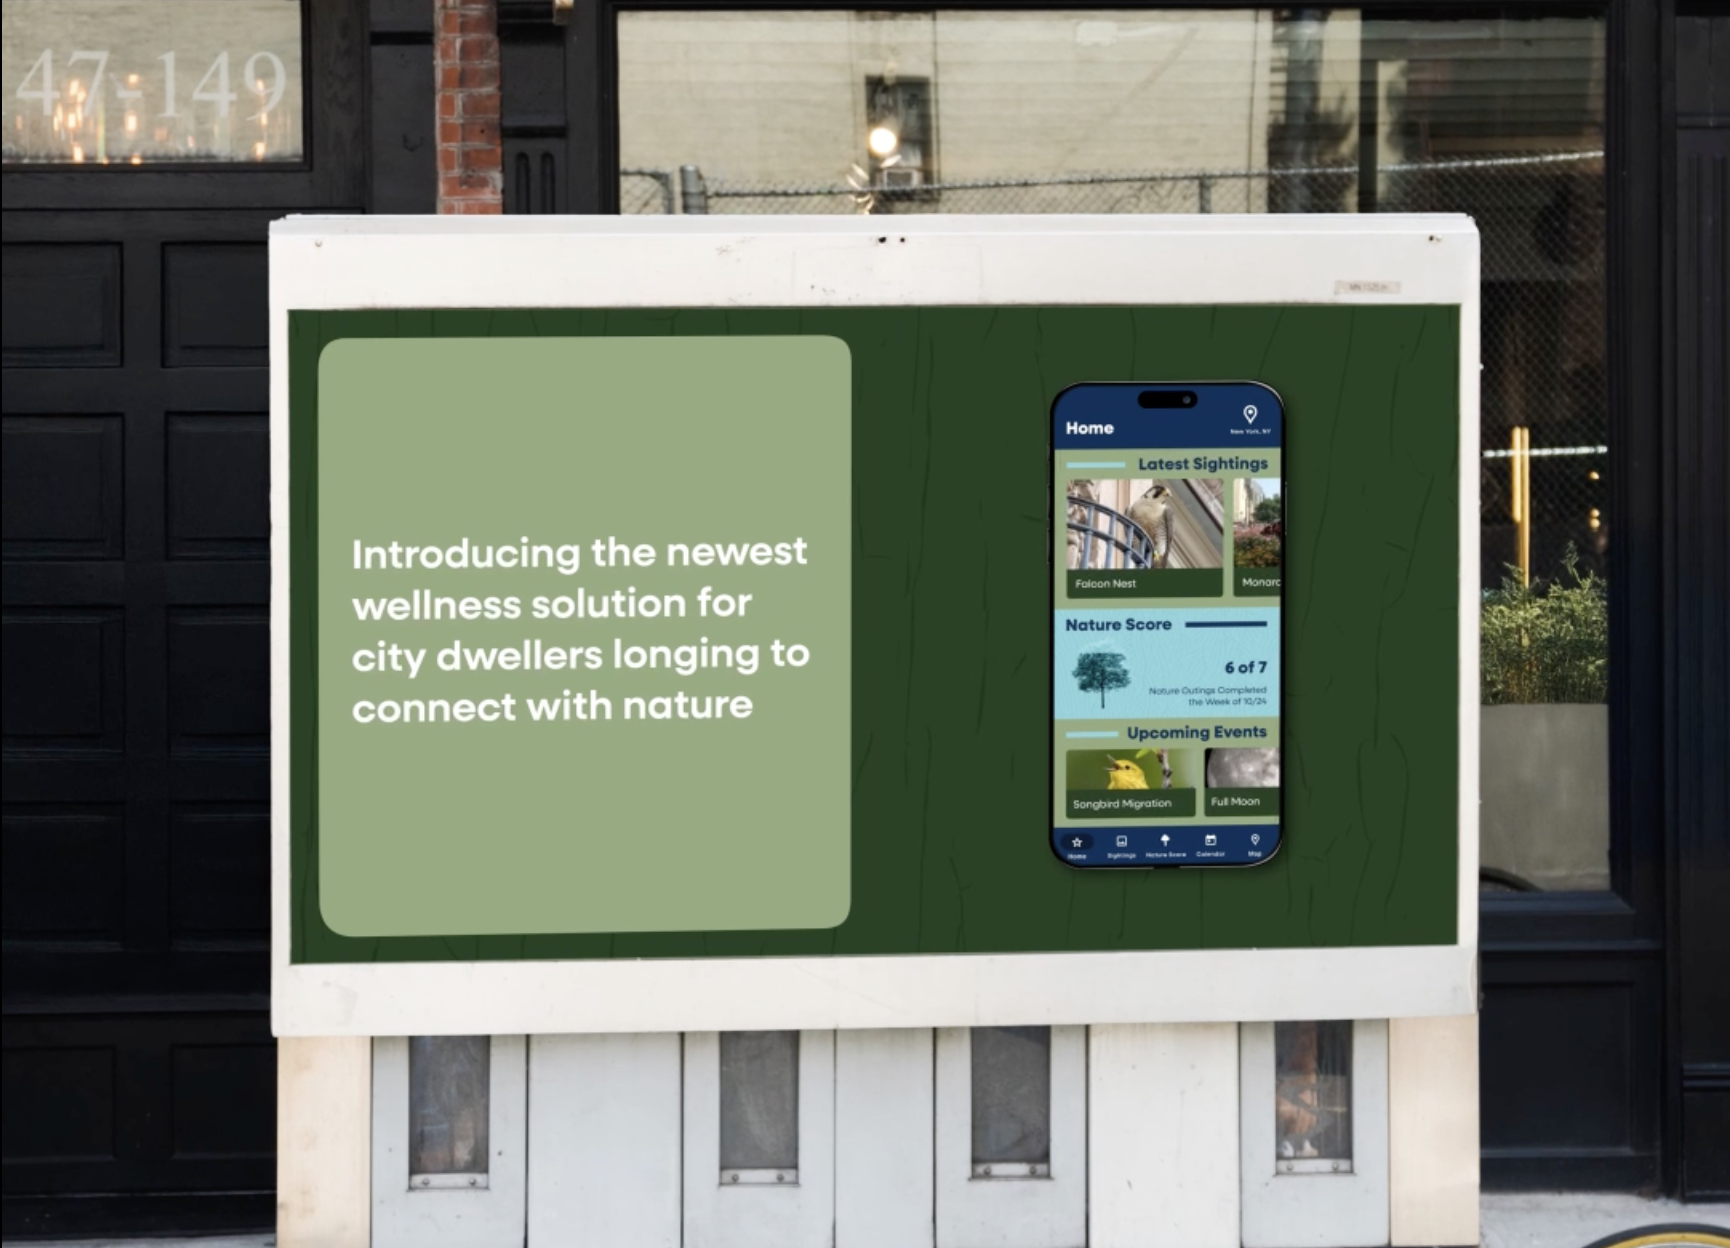 47-149
Introducing the newest
wellness solution for
city dwellers longing to
connect with nature
Home
New York, NY
Latest Sightings
Falcon Nest
Monarc
Nature Score
6 of 7
Nature Outings Completed
the Week of 10/24
Upcoming Events
Songbird Migration
Full Moon
Home
Sightings
Nature Score
Calendar
Map